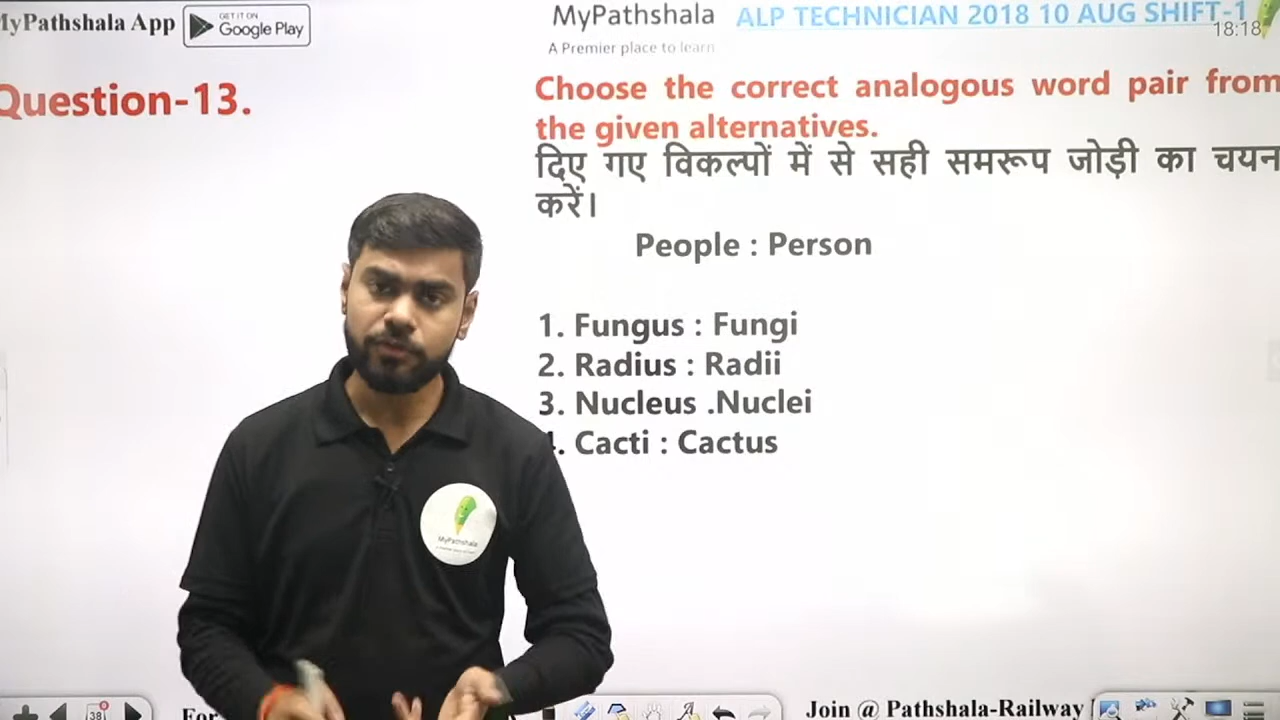 MyPathshala App
GET IT ON
Google Play
MyPathshala
A Premier place to learn
ALP TECHNICIAN 2018 10 AUG SHIFT-1
18:18
Question-13.
Choose the correct analogous word pair from
the given alternatives.
दिए गए विकल्पों में से सही समरूप जोड़ी का चयन
करें।
People : Person
1. Fungus : Fungi
2. Radius : Radii
3. Nucleus .Nuclei
4. Cacti : Cactus
MyPathshala
38
For
Join @ Pathshala-Railway